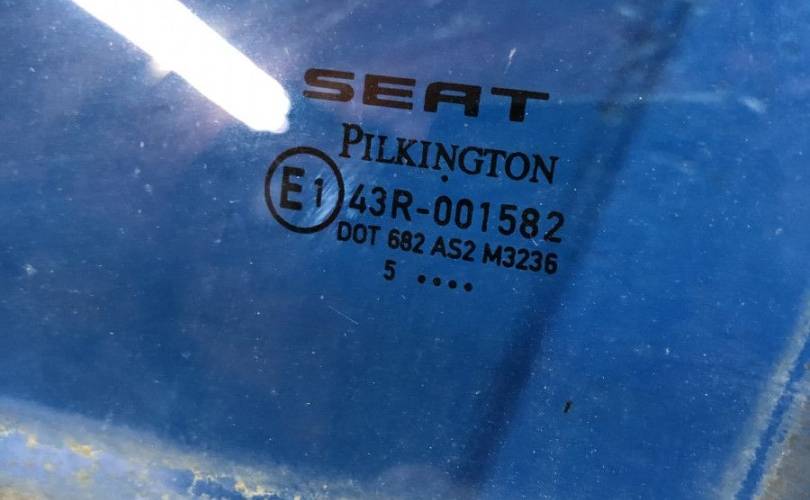 SEAT
PILKINGTON
E1 43R-001582
DOT 682 AS2 M3236
5 ••••